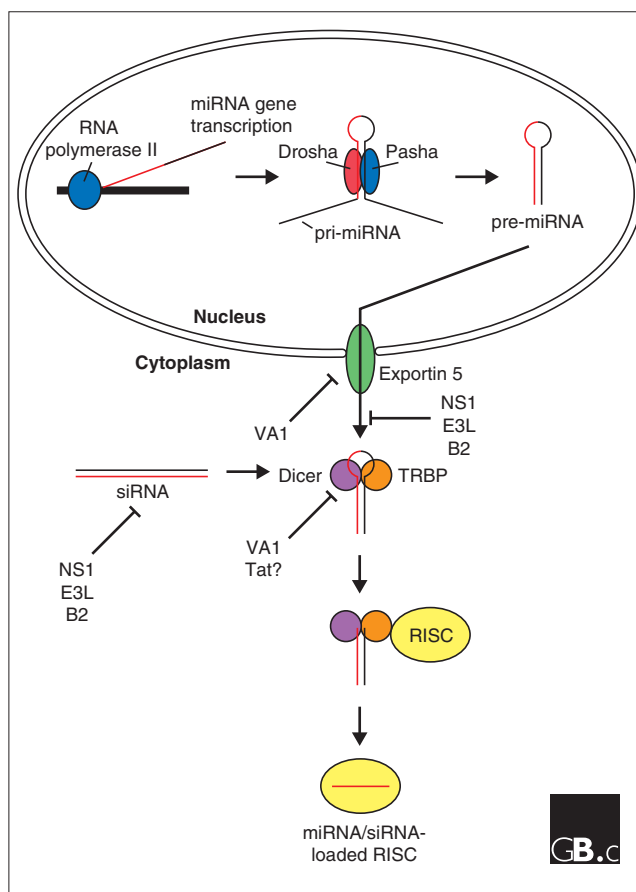 miRNA gene
transcription
RNA
polymerase II
Drosha
Pasha
pri-miRNA
pre-miRNA
Nucleus
Cytoplasm
Exportin 5
VA1
NS1
E3L
B2
siRNA
Dicer
TRBP
NS1
E3L
B2
VA1
Tat?
RISC
miRNA/siRNA-
loaded RISC
GB.c